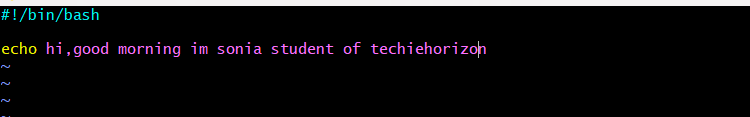 #!/bin/bash
echo hi,good morning im sonia student of techiehorizon
~
~
~
~